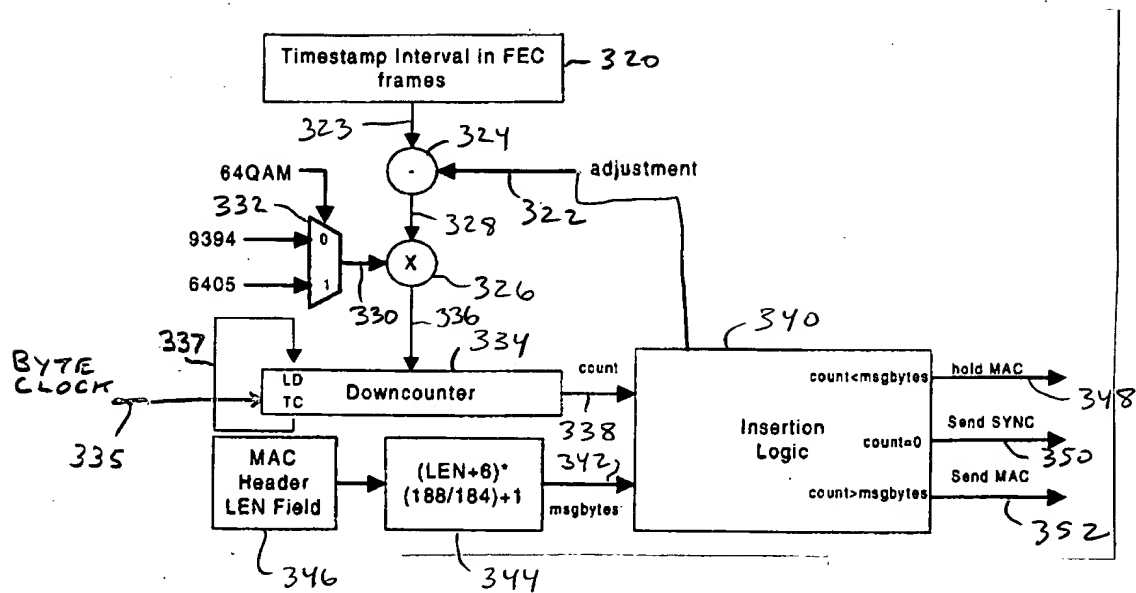 Timestamp Interval in FEC
frames
320
323
324
64QAM
-
adjustment
332
322
328
9394
0
X
6405
1
330
326
336
337
334
340
BYTE
CLOCK
LD
TC
Downcounter
count
338
335
count<msgbytes
hold MAC
348
Insertion
Logic
count=0
Send SYNC
350
count>msgbytes
Send MAC
352
MAC
Header
LEN Field
(LEN+6)*
(188/184)+1
342
msgbytes
346
344